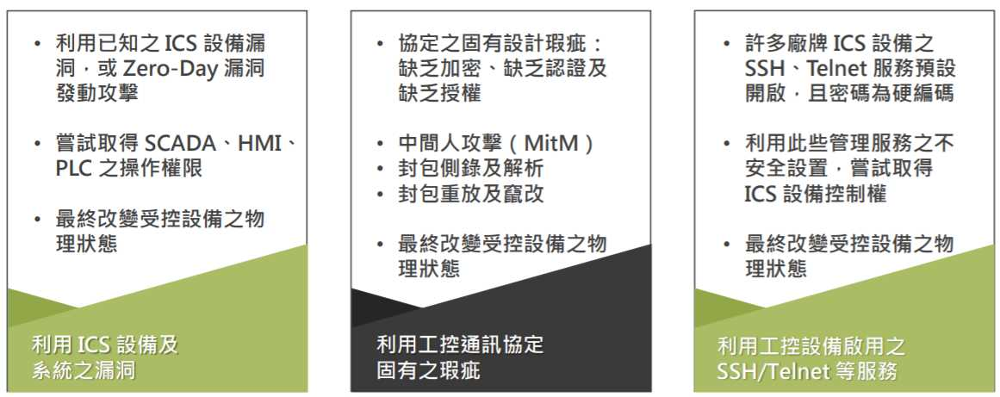 • 利用已知之 ICS 設備漏
洞，或 Zero-Day 漏洞
發動攻擊
• 嘗試取得 SCADA、HMI、
PLC 之操作權限
• 最終改變受控設備之物
理狀態
利用 ICS 設備及
系統之漏洞
• 協定之固有設計瑕疵：
缺乏加密、缺乏認證及
缺乏授權
• 中間人攻擊（MitM）
• 封包側錄及解析
• 封包重放及竄改
• 最終改變受控設備之物
理狀態
利用工控通訊協定
固有之瑕疵
• 許多廠牌 ICS 設備之
SSH、Telnet 服務預設
開啟，且密碼為硬編碼
• 利用此些管理服務之不
安全設置，嘗試取得
ICS 設備控制權
• 最終改變受控設備之物
理狀態
利用工控設備啟用之
SSH/Telnet 等服務